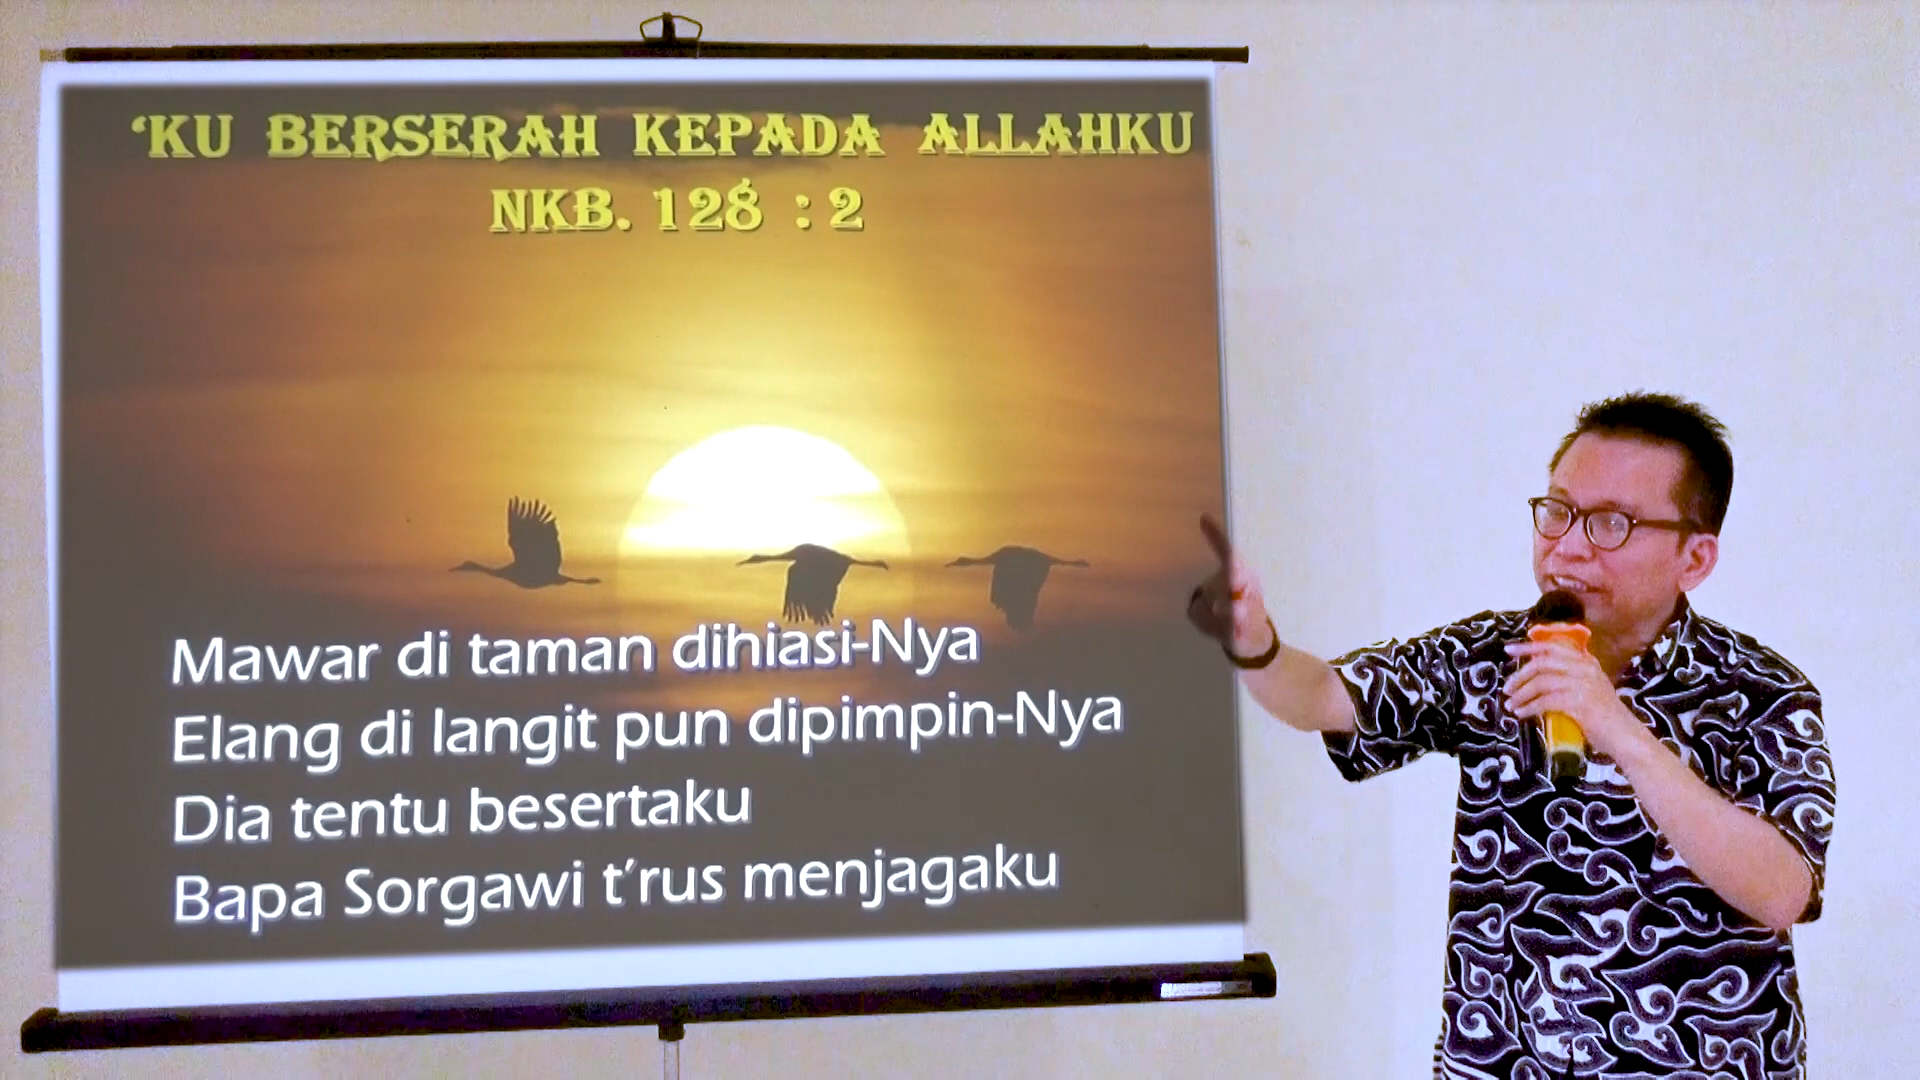 ‘KU BERSERAH KEPADA ALLAHKU
NKB. 128 : 2
Mawar di taman dihiasi-Nya
Elang di langit pun dipimpin-Nya
Dia tentu besertaku
Bapa Sorgawi t’rus menjagaku